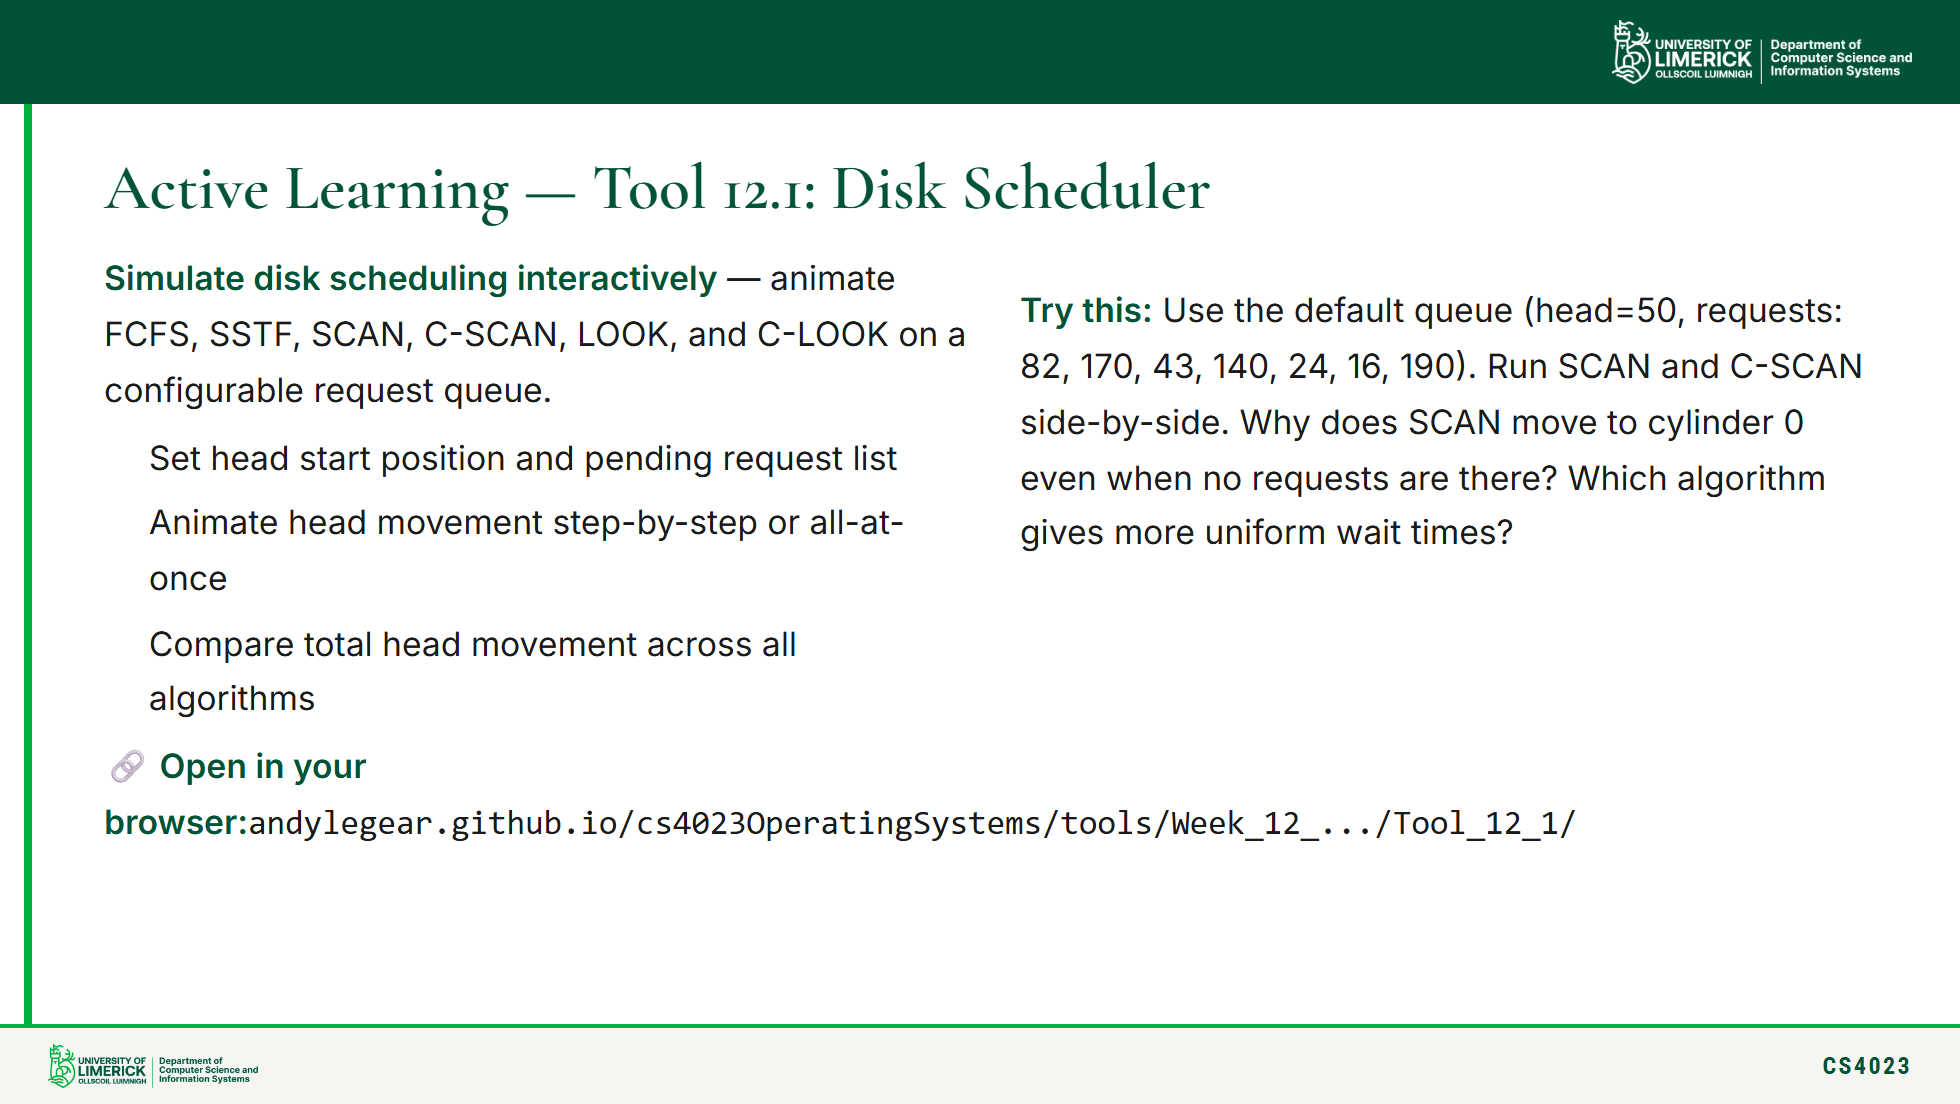 UNIVERSITY OF
LIMERICK
OLLSCOIL LUIMNIGH
Department of
Computer Science and
Information Systems
Active Learning — Tool 12.1: Disk Scheduler
Simulate disk scheduling interactively — animate
FCFS, SSTF, SCAN, C-SCAN, LOOK, and C-LOOK on a
configurable request queue.
Set head start position and pending request list
Animate head movement step-by-step or all-at-
once
Compare total head movement across all
algorithms
🔗 Open in your
browser:andylegear.github.io/cs4023OperatingSystems/tools/Week_12_.../Tool_12_1/
Try this: Use the default queue (head=50, requests:
82, 170, 43, 140, 24, 16, 190). Run SCAN and C-SCAN
side-by-side. Why does SCAN move to cylinder 0
even when no requests are there? Which algorithm
gives more uniform wait times?
UNIVERSITY OF
LIMERICK
OLLSCOIL LUIMNIGH
Department of
Computer Science and
Information Systems
CS4023